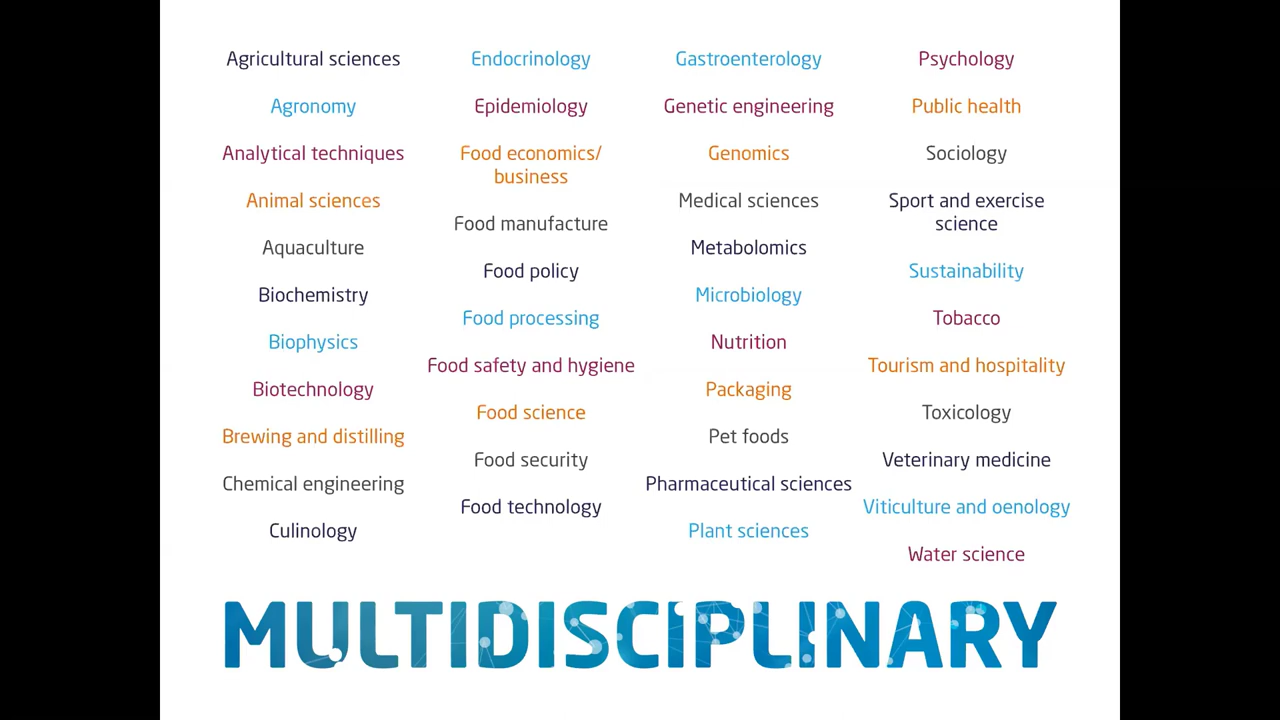 Agricultural sciences
Agronomy
Analytical techniques
Animal sciences
Aquaculture
Biochemistry
Biophysics
Biotechnology
Brewing and distilling
Chemical engineering
Culinology
Endocrinology
Epidemiology
Food economics/
business
Food manufacture
Food policy
Food processing
Food safety and hygiene
Food science
Food security
Food technology
Gastroenterology
Genetic engineering
Genomics
Medical sciences
Metabolomics
Microbiology
Nutrition
Packaging
Pet foods
Pharmaceutical sciences
Plant sciences
Psychology
Public health
Sociology
Sport and exercise
science
Sustainability
Tobacco
Tourism and hospitality
Toxicology
Veterinary medicine
Viticulture and oenology
Water science
MULTIDISCIPLINARY